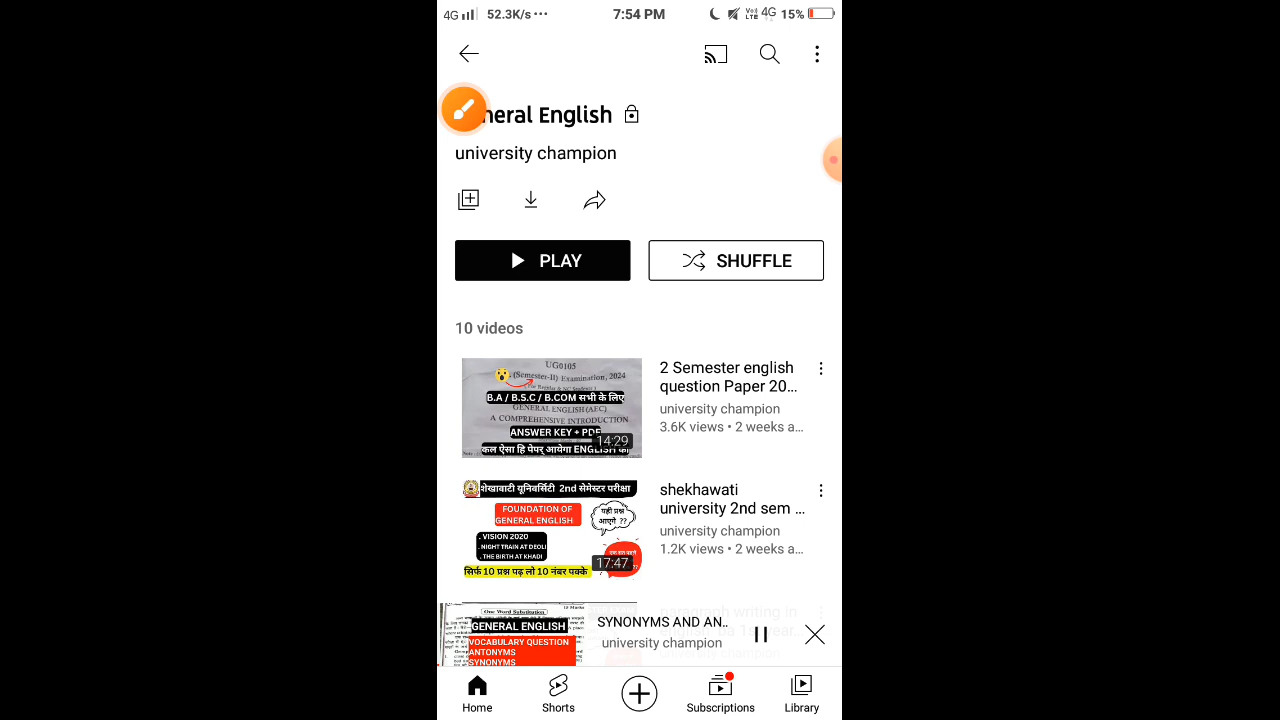 4G 52.3K/s ••• 7:54 PM VoLTE 4G 15%
neral English
university champion
PLAY SHUFFLE
10 videos
UG0105
(Semester-II) Examination, 2024
B.A / B.S.C / B.COM सभी के लिए
GENERAL ENGLISH (AEC)
A COMPREHENSIVE INTRODUCTION
ANSWER KEY + PDF
14:29
कल ऐसा हि पेपर् आयेगा ENGLISH का
2 Semester english
question Paper 20...
university champion
3.6K views • 2 weeks a...
शेखावाटी यूनिवर्सिटी 2nd सेमेस्टर परीक्षा
FOUNDATION OF
GENERAL ENGLISH
यही प्रश्न
आएगे ??
. VISION 2020
. NIGHT TRAIN AT DEOLI
. THE BIRTH AT KHADI
17:47
सिर्फ 10 प्रश्न पढ़ लो 10 नंबर पक्के
shekhawati
university 2nd sem ...
university champion
1.2K views • 2 weeks a...
One Word Substitution
GENERAL ENGLISH
VOCABULARY QUESTION
ANTONYMS
SYNONYMS
paragraph writing in
SYNONYMS AND AN..
university champion
Home Shorts Subscriptions Library